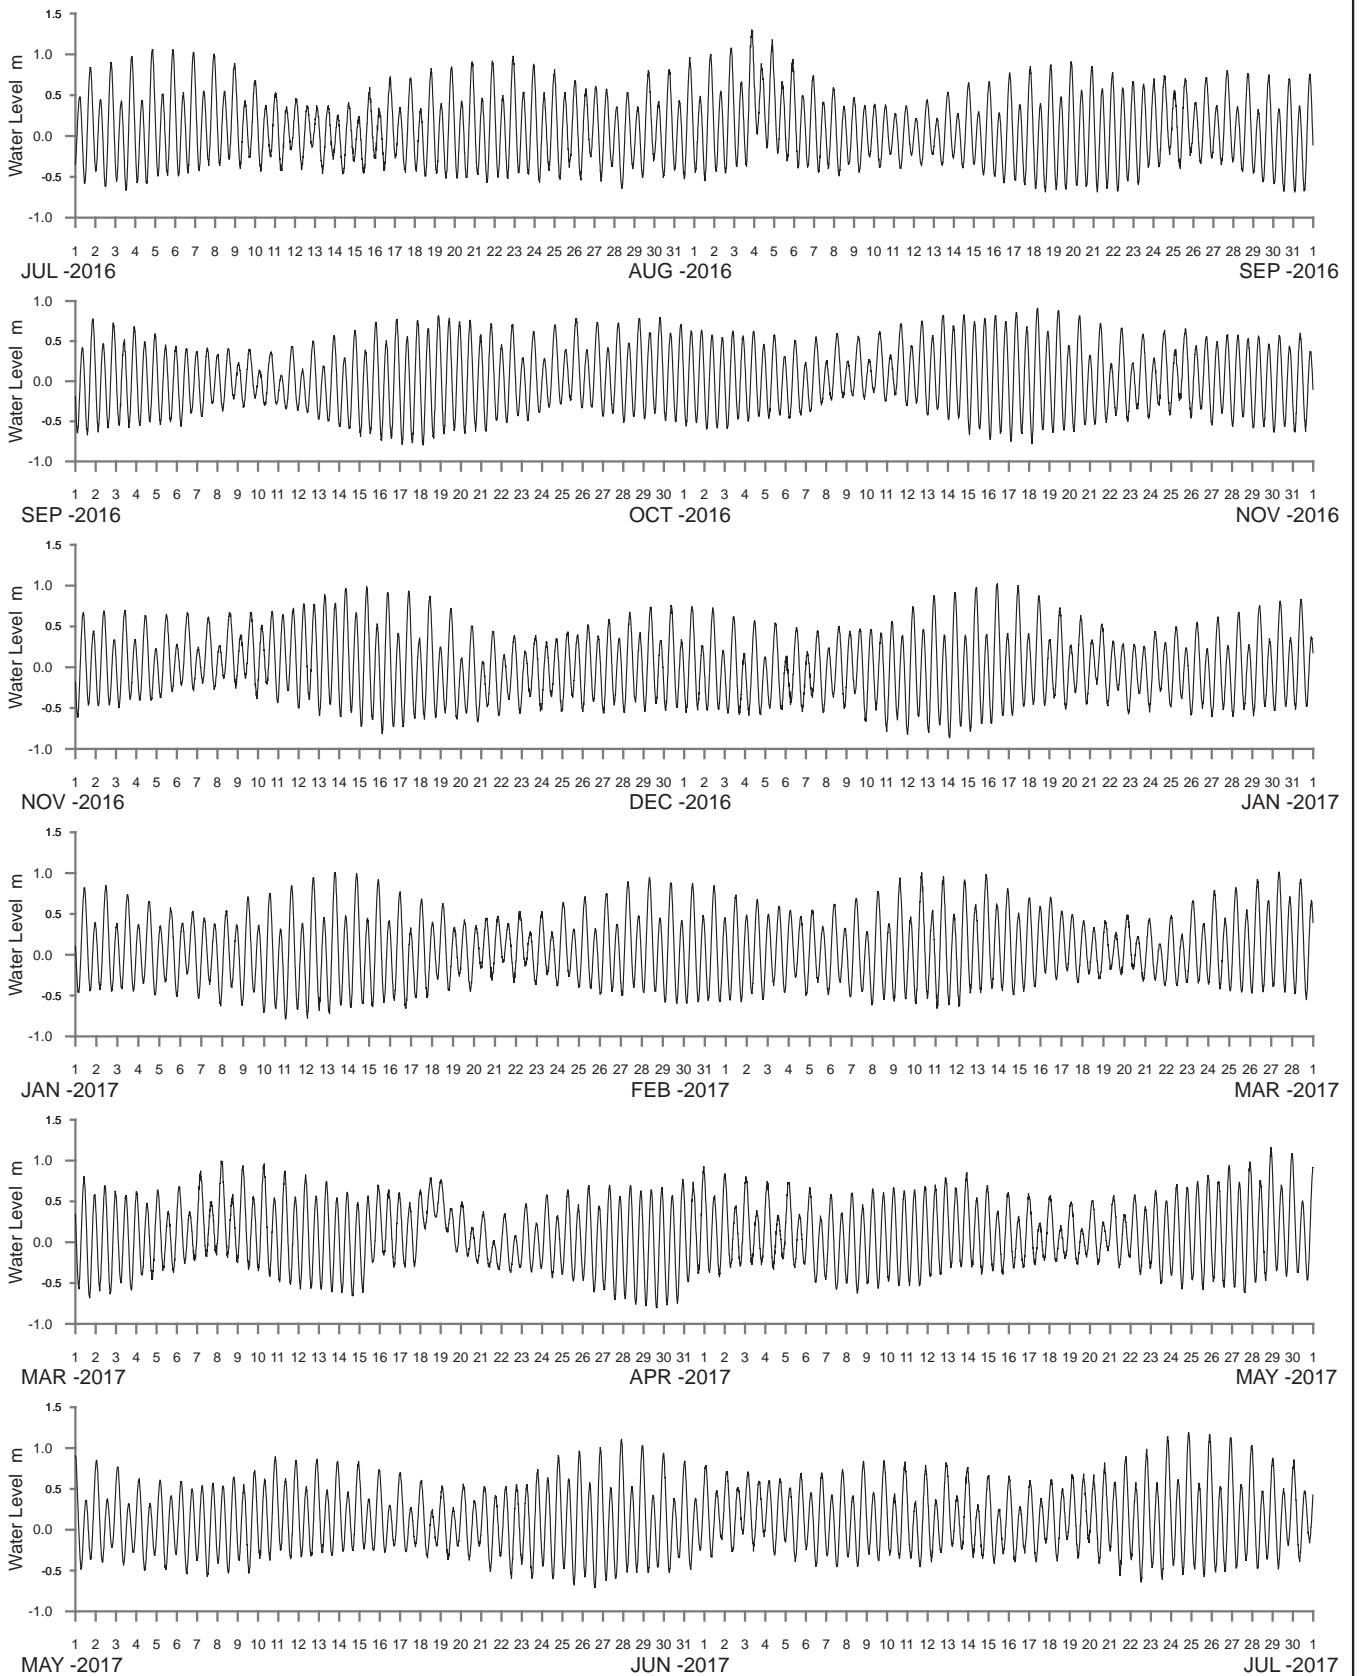 1.5
1.0
0.5
0.0
-0.5
-1.0
Water Level m
1 2 3 4 5 6 7 8 9 10 11 12 13 14 15 16 17 18 19 20 21 22 23 24 25 26 27 28 29 30 31 1 2 3 4 5 6 7 8 9 10 11 12 13 14 15 16 17 18 19 20 21 22 23 24 25 26 27 28 29 30 31 1
JUL -2016 AUG -2016 SEP -2016
1.0
0.5
0.0
-0.5
-1.0
Water Level m
1 2 3 4 5 6 7 8 9 10 11 12 13 14 15 16 17 18 19 20 21 22 23 24 25 26 27 28 29 30 1 2 3 4 5 6 7 8 9 10 11 12 13 14 15 16 17 18 19 20 21 22 23 24 25 26 27 28 29 30 31 1
SEP -2016 OCT -2016 NOV -2016
1.5
1.0
0.5
0.0
-0.5
-1.0
Water Level m
1 2 3 4 5 6 7 8 9 10 11 12 13 14 15 16 17 18 19 20 21 22 23 24 25 26 27 28 29 30 1 2 3 4 5 6 7 8 9 10 11 12 13 14 15 16 17 18 19 20 21 22 23 24 25 26 27 28 29 30 31 1
NOV -2016 DEC -2016 JAN -2017
1.5
1.0
0.5
0.0
-0.5
-1.0
Water Level m
1 2 3 4 5 6 7 8 9 10 11 12 13 14 15 16 17 18 19 20 21 22 23 24 25 26 27 28 29 30 31 1 2 3 4 5 6 7 8 9 10 11 12 13 14 15 16 17 18 19 20 21 22 23 24 25 26 27 28 1
JAN -2017 FEB -2017 MAR -2017
1.5
1.0
0.5
0.0
-0.5
-1.0
Water Level m
1 2 3 4 5 6 7 8 9 10 11 12 13 14 15 16 17 18 19 20 21 22 23 24 25 26 27 28 29 30 31 1 2 3 4 5 6 7 8 9 10 11 12 13 14 15 16 17 18 19 20 21 22 23 24 25 26 27 28 29 30 1
MAR -2017 APR -2017 MAY -2017
1.5
1.0
0.5
0.0
-0.5
-1.0
Water Level m
1 2 3 4 5 6 7 8 9 10 11 12 13 14 15 16 17 18 19 20 21 22 23 24 25 26 27 28 29 30 31 1 2 3 4 5 6 7 8 9 10 11 12 13 14 15 16 17 18 19 20 21 22 23 24 25 26 27 28 29 30 1
MAY -2017 JUN -2017 JUL -2017